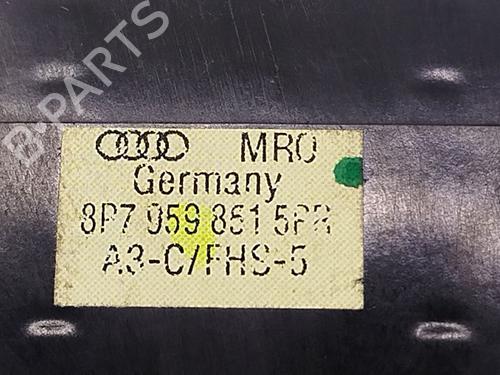 B-PARTS
MRO
Germany
8P7 959 851 5PR
A3-C/FHS-5